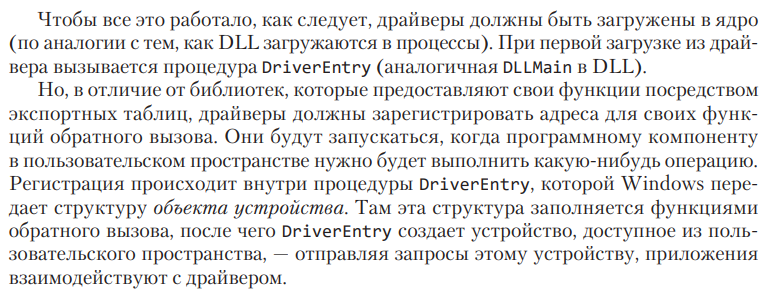 Чтобы все это работало, как следует, драйверы должны быть загружены в ядро
(по аналогии с тем, как DLL загружаются в процессы). При первой загрузке из драй-
вера вызывается процедура DriverEntry (аналогичная DLLMain в DLL).
Но, в отличие от библиотек, которые предоставляют свои функции посредством
экспортных таблиц, драйверы должны зарегистрировать адреса для своих функ-
ций обратного вызова. Они будут запускаться, когда программному компоненту
в пользовательском пространстве нужно будет выполнить какую-нибудь операцию.
Регистрация происходит внутри процедуры DriverEntry, которой Windows пере-
дает структуру объекта устройства. Там эта структура заполняется функциями
обратного вызова, после чего DriverEntry создает устройство, доступное из поль-
зовательского пространства, — отправляя запросы этому устройству, приложения
взаимодействуют с драйвером.